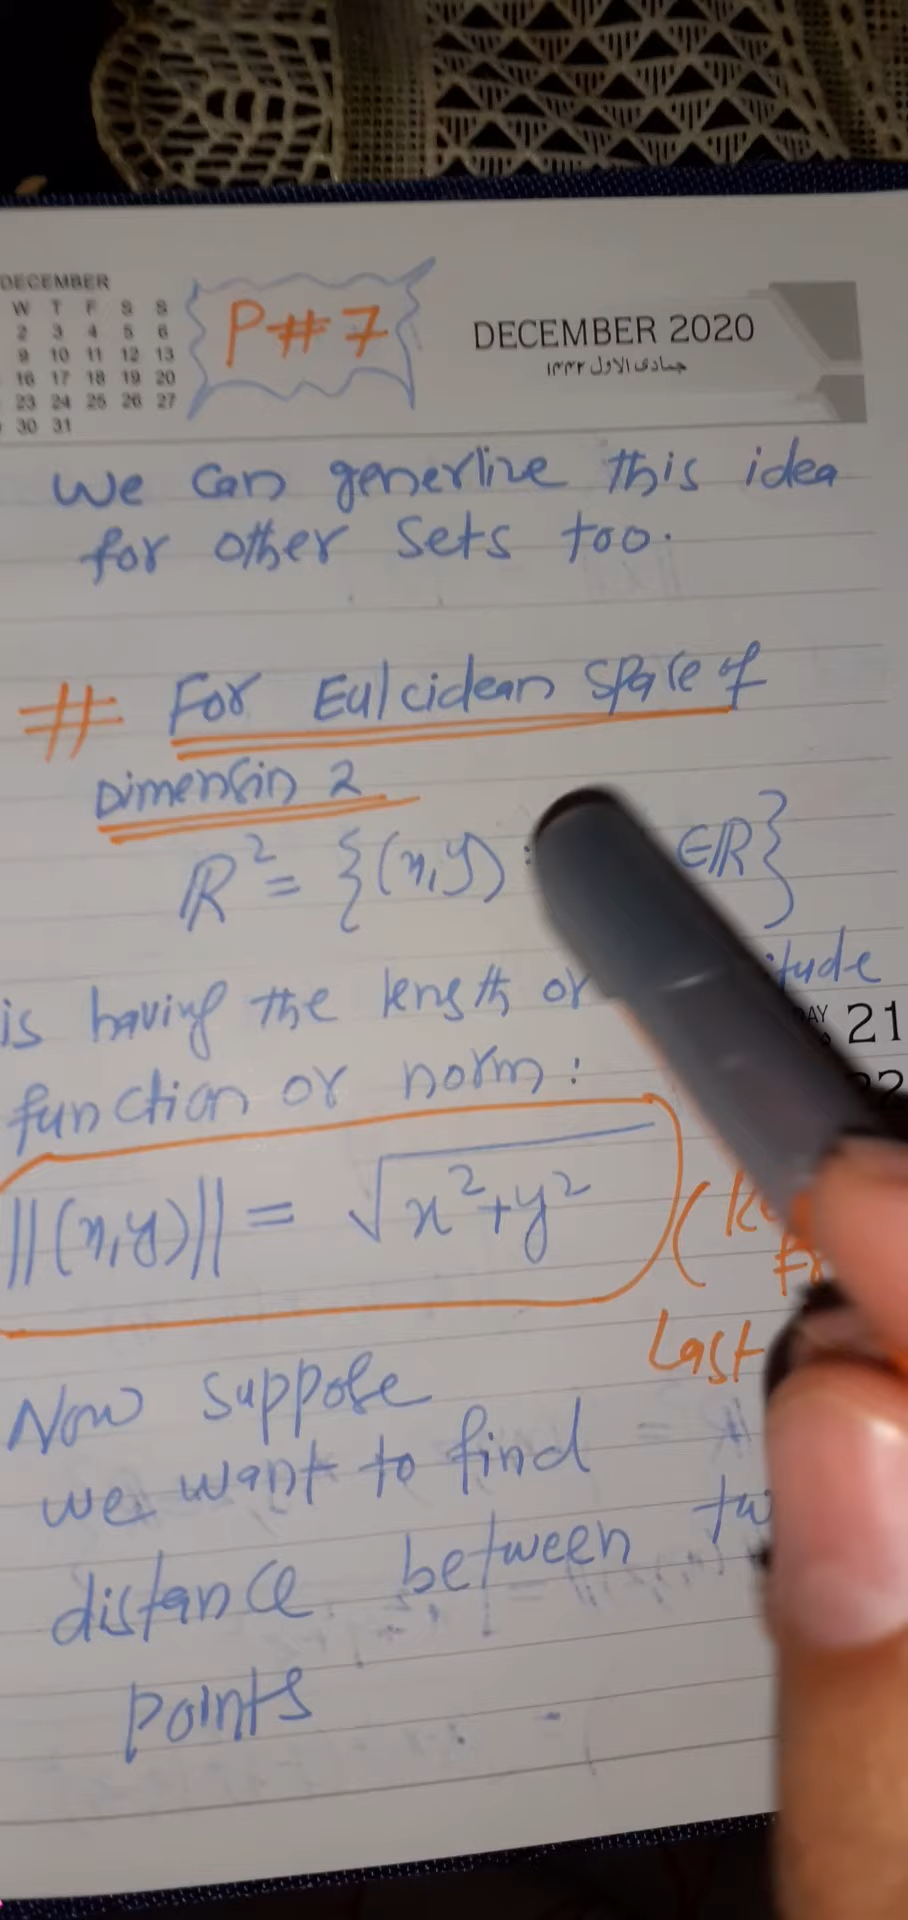 DECEMBER
W T F S S
2 3 4 5 6
9 10 11 12 13
16 17 18 19 20
23 24 25 26 27
30 31
P#7
DECEMBER 2020
جمادى الاول ١٤٤٢
We can generlize this idea
for other sets too.
# For Eulcidean space of
Dimensin 2
R² = {(x,y) : ∈R}
is having the length or
function or norm:
21
||(x,y)|| = √x²+y²
Last
Now suppose
we want to find
distance between
points